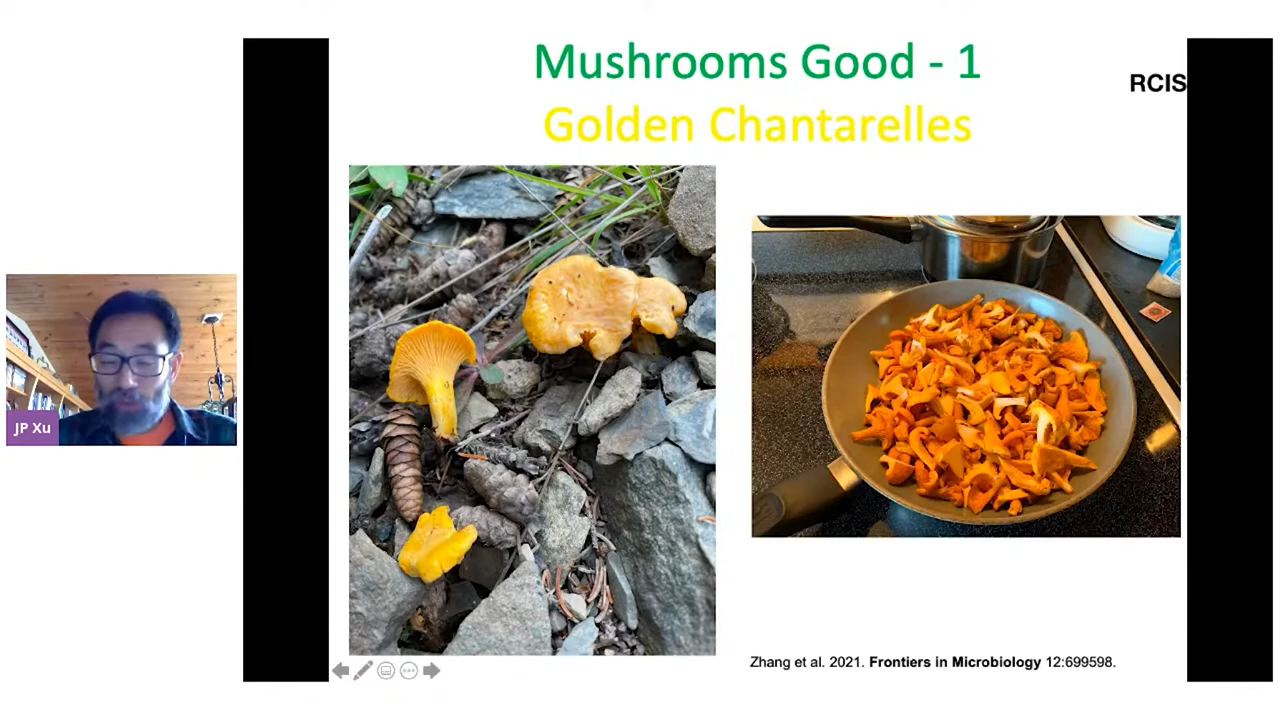 Mushrooms Good - 1
RCIS
Golden Chantarelles
JP Xu
Zhang et al. 2021. Frontiers in Microbiology 12:699598.